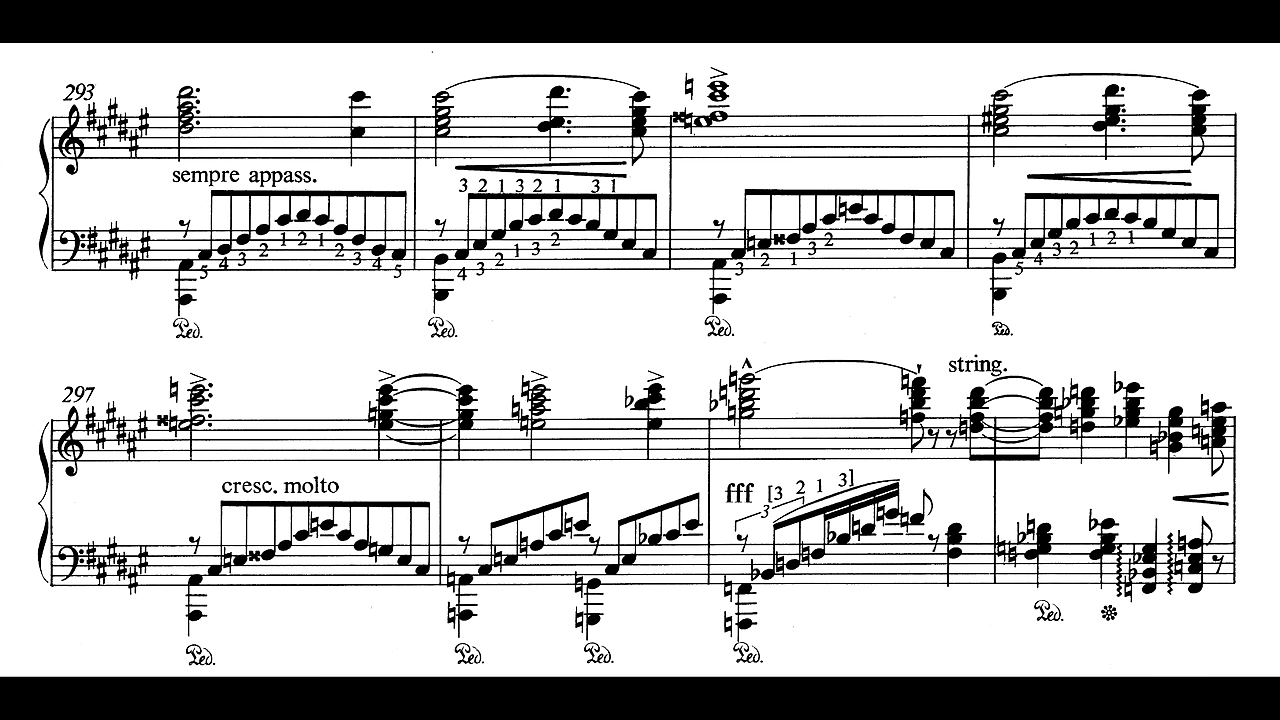 293
sempre appass.
3 2 1 3 2 1 3 1
5 4 3 2 1 2 1 2 3 4 5
4 3 2 1 3 2
3 2 1 3 2
5 4 3 2 1 2 1
Ped. Ped. Ped. Ped.
297
string.
cresc. molto
fff [3 2 1 3]
3
Ped. Ped. Ped. Ped. Ped.